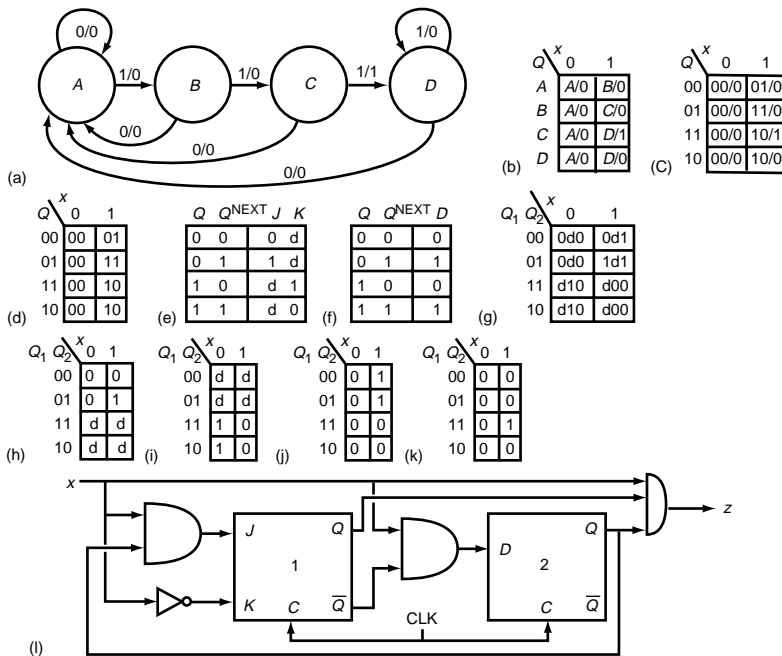 0/0
1/0
A
1/0
B
1/0
C
1/1
D
0/0
0/0
0/0
(a)
x
Q 0 1
A A/0 B/0
B A/0 C/0
C A/0 D/1
D A/0 D/0
(b)
x
Q 0 1
00 00/0 01/0
01 00/0 11/0
11 00/0 10/1
10 00/0 10/0
(C)
x
Q 0 1
00 00 01
01 00 11
11 00 10
10 00 10
(d)
Q Q^NEXT J K
0 0 0 d
0 1 1 d
1 0 d 1
1 1 d 0
(e)
Q Q^NEXT D
0 0 0
0 1 1
1 0 0
1 1 1
(f)
x
Q1 Q2 0 1
00 0d0 0d1
01 0d0 1d1
11 d10 d00
10 d10 d00
(g)
x
Q1 Q2 0 1
00 0 0
01 0 1
11 d d
10 d d
(h)
x
Q1 Q2 0 1
00 d d
01 d d
11 1 0
10 1 0
(i)
x
Q1 Q2 0 1
00 0 1
01 0 1
11 0 0
10 0 0
(j)
x
Q1 Q2 0 1
00 0 0
01 0 0
11 0 1
10 0 0
(k)
x
J Q
1
K C Q̅
D Q
2
C Q̅
z
CLK
(l)